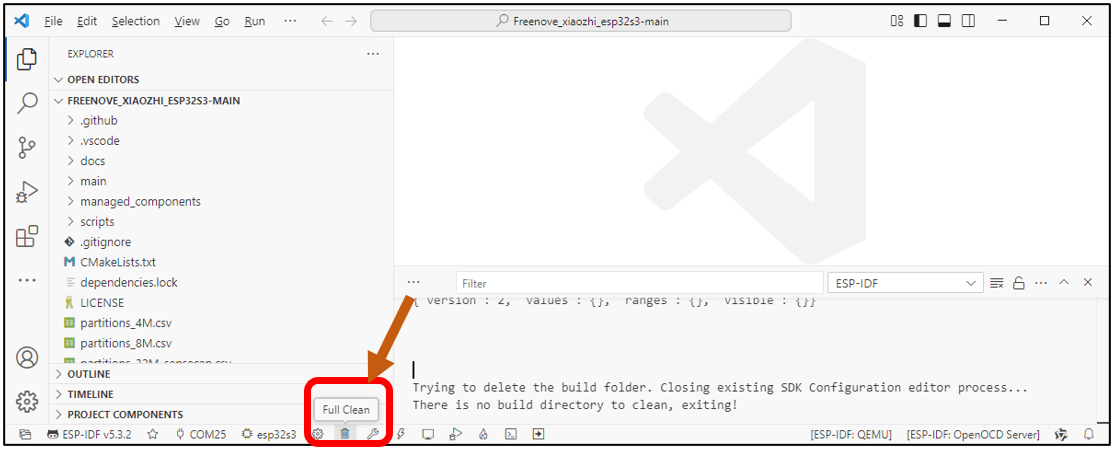 File Edit Selection View Go Run ... Freenove_xiaozhi_esp32s3-main
EXPLORER
OPEN EDITORS
FREENOVE_XIAOZHI_ESP32S3-MAIN
.github
.vscode
docs
main
managed_components
scripts
.gitignore
CMakeLists.txt
dependencies.lock
LICENSE
partitions_4M.csv
partitions_8M.csv
partitions_32M_sensecap.csv
OUTLINE
TIMELINE
PROJECT COMPONENTS
Filter ESP-IDF
{ version : 2, values : {}, ranges : {}, visible : {}}
Trying to delete the build folder. Closing existing SDK Configuration editor process...
There is no build directory to clean, exiting!
Full Clean
ESP-IDF v5.3.2 COM25 esp32s3 [ESP-IDF: QEMU] [ESP-IDF: OpenOCD Server]